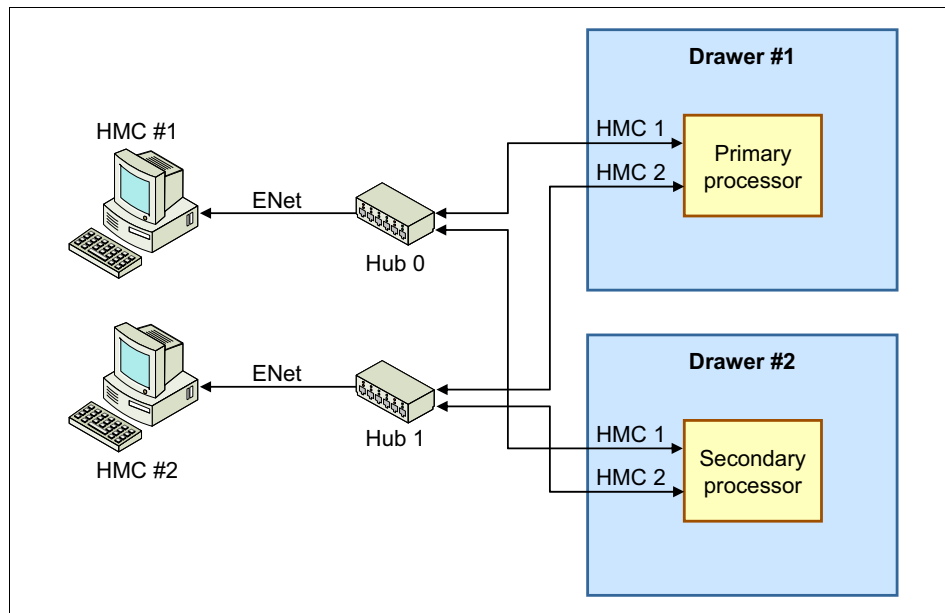 HMC #1
ENet
Hub 0
HMC #2
ENet
Hub 1
Drawer #1
HMC 1
HMC 2
Primary
processor
Drawer #2
HMC 1
HMC 2
Secondary
processor